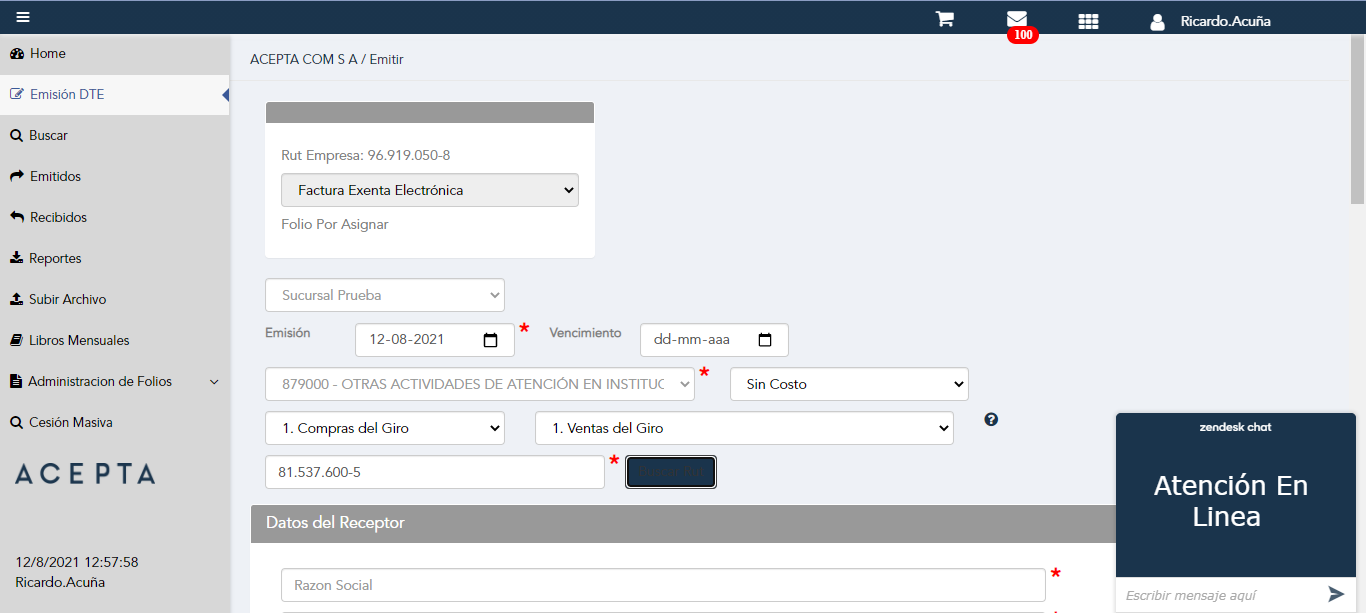 Ricardo.Acuña
100
Home
Emisión DTE
Buscar
Emitidos
Recibidos
Reportes
Subir Archivo
Libros Mensuales
Administracion de Folios
Cesión Masiva
ACEPTA
12/8/2021 12:57:58
Ricardo.Acuña
ACEPTA COM S A / Emitir
Rut Empresa: 96.919.050-8
Factura Exenta Electrónica
Folio Por Asignar
Sucursal Prueba
Emisión 12-08-2021 * Vencimiento dd-mm-aaa
879000 - OTRAS ACTIVIDADES DE ATENCIÓN EN INSTITUC * Sin Costo
1. Compras del Giro 1. Ventas del Giro ?
81.537.600-5 *
Datos del Receptor
Razon Social *
zendesk chat
Atención En
Linea
Escribir mensaje aquí